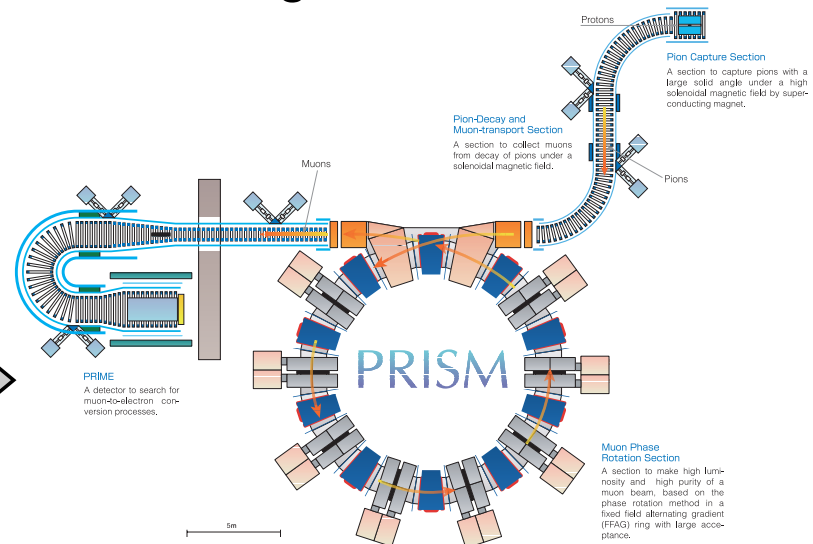 Protons
Pion Capture Section
A section to capture pions with a
large solid angle under a high
solenoidal magnetic field by super-
conducting magnet.
Pion-Decay and
Muon-transport Section
A section to collect muons
from decay of pions under a
solenoidal magnetic field.
Muons
Pions
PRISM
PRIME
A detector to search for
muon-to-electron con-
version processes.
Muon Phase
Rotation Section
A section to make high lumi-
nosity and high purity of a
muon beam, based on the
phase rotation method in a
fixed field alternating gradient
(FFAG) ring with large acce-
ptance.
5m